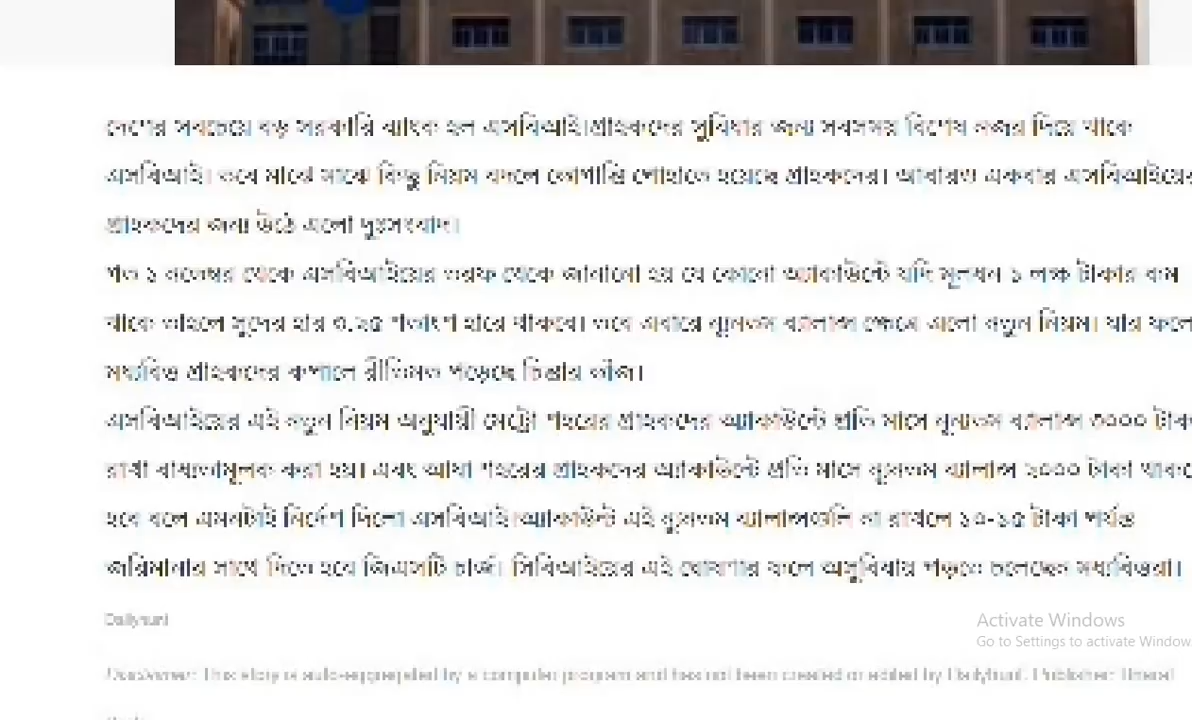 দেশের সবচেয়ে বড় সরকারি ব্যাংক হল এসবিআই।গ্রাহকদের সুবিধার জন্য সবসময় বিশেষ নজর দিয়ে থাকে
এসবিআই। তবে মাঝে মাঝে কিছু নিয়ম বদলে ভোগান্তি পোহাতে হয়েছে গ্রাহকদের। আবারও একবার এসবিআইয়ের
গ্রাহকদের জন্য উঠে এলো দুঃসংবাদ।
গত ১ নভেম্বর থেকে এসবিআইয়ের তরফ থেকে জানানো হয় যে কোনো অ্যাকাউন্টে যদি মূলধন ১ লক্ষ টাকার কম
থাকে তাহলে সুদের হার ৩.২৫ শতাংশ হারে থাকবে। তবে এবারে ন্যূনতম ব্যালান্স ক্ষেত্রে এলো নতুন নিয়ম। যার ফলে
মধ্যবিত্ত গ্রাহকদের কপালে রীতিমত পড়েছে চিন্তার ভাঁজ।
এসবিআইয়ের এই নতুন নিয়ম অনুযায়ী মেট্রো শহরের গ্রাহকদের অ্যাকাউন্টে প্রতি মাসে ন্যূনতম ব্যালান্স ৩০০০ টাকা
রাখা বাধ্যতামূলক করা হয়। এবং আধা শহরের গ্রাহকদের অ্যাকাউন্টে প্রতি মাসে ন্যূনতম ব্যালান্স ২০০০ টাকা থাকতে
হবে বলে এমনটাই নির্দেশ দিলো এসবিআই।অ্যাকাউন্ট এই ন্যূনতম ব্যালান্সগুলি না রাখলে ১০-১৫ টাকা পর্যন্ত
জরিমানার সাথে দিতে হবে জিএসটি চার্জ। সিবিআইয়ের এই ঘোষণার ফলে অসুবিধায় পড়তে চলেছেন মধ্যবিত্তরা।
Dailyhunt
Activate Windows
Go to Settings to activate Window
Disclaimer: This story is auto-aggregated by a computer program and has not been created or edited by Dailyhunt. Publisher: Literal